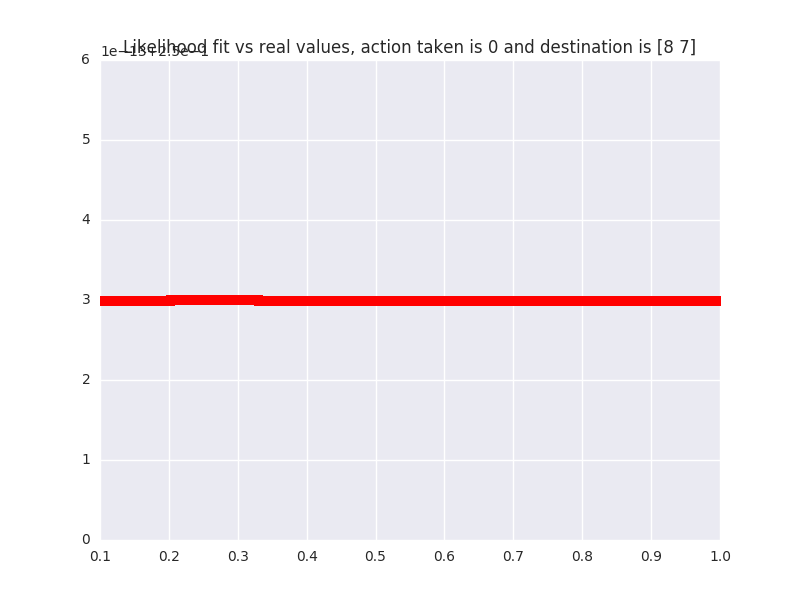 Likelihood fit vs real values, action taken is 0 and destination is [8 7]
1e−13+2.5e−1
6
5
4
3
2
1
0
0.1 0.2 0.3 0.4 0.5 0.6 0.7 0.8 0.9 1.0